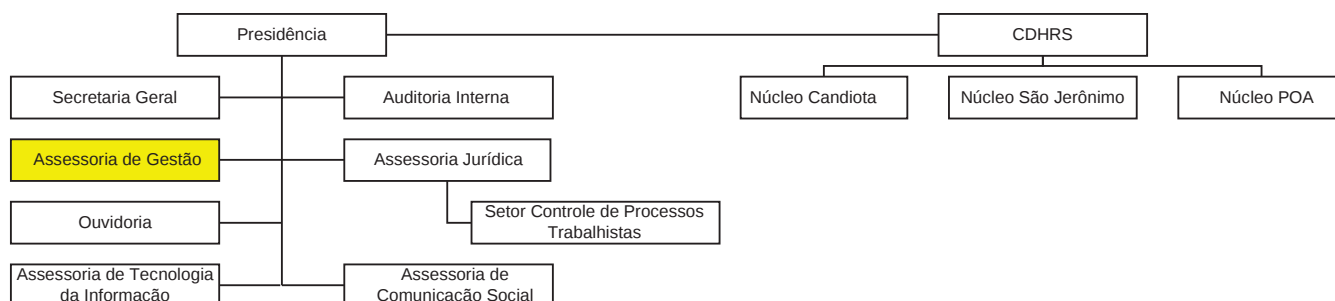 Presidência
CDHRS
Secretaria Geral
Auditoria Interna
Núcleo Candiota
Núcleo São Jerônimo
Núcleo POA
Assessoria de Gestão
Assessoria Jurídica
Ouvidoria
Setor Controle de Processos
Trabalhistas
Assessoria de Tecnologia
da Informação
Assessoria de
Comunicação Social